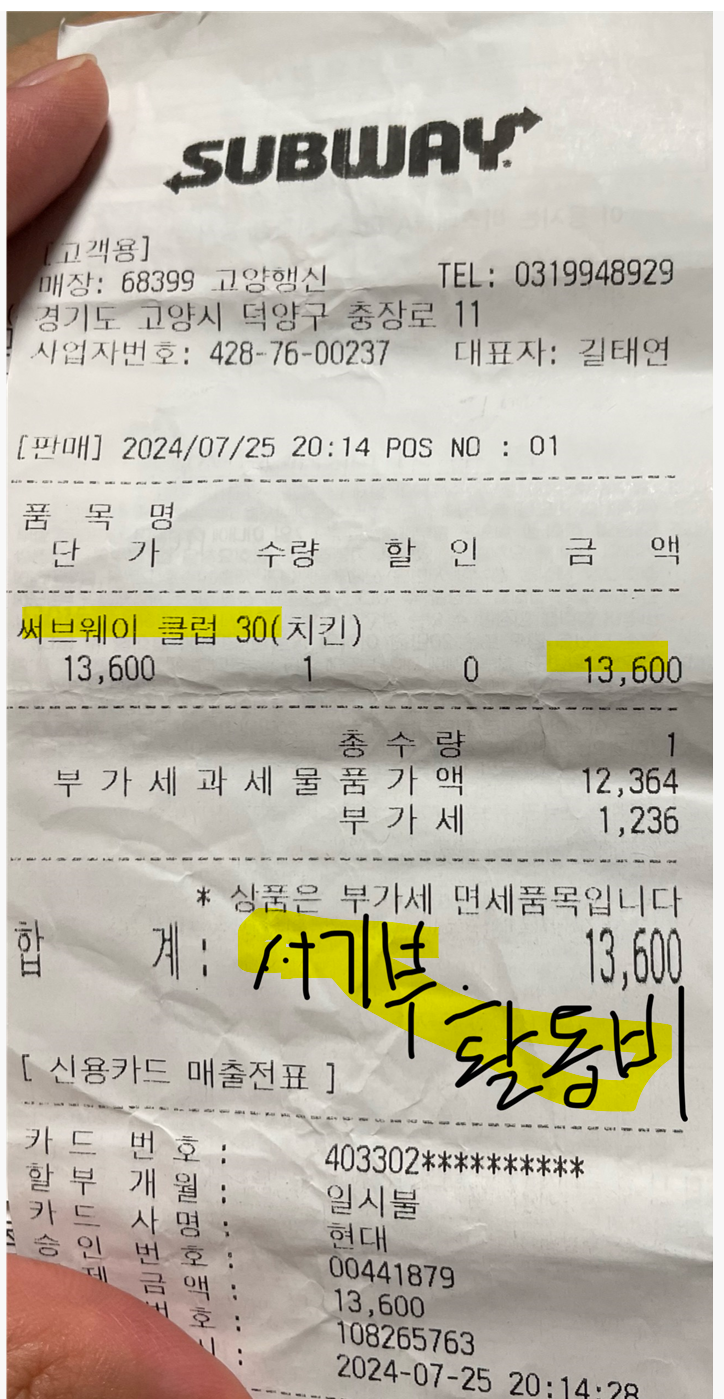 SUBWAY
[고객용]
매장: 68399 고양행신 TEL: 0319948929
경기도 고양시 덕양구 충장로 11
사업자번호: 428-76-00237 대표자: 길태연
[판매] 2024/07/25 20:14 POS NO : 01
품 목 명
단 가 수량 할 인 금 액
써브웨이 클럽 30(치킨)
13,600 1 0 13,600
총 수 량 1
부 가 세 과 세 물 품 가 액 12,364
부 가 세 1,236
* 상품은 부가세 면세품목입니다
합 계 : 13,600
서기부.
활동비
[ 신용카드 매출전표 ]
카 드 번 호 : 403302**********
할 부 개 월 : 일시불
카 드 사 명 : 현대
승 인 번 호 : 00441879
금 액 : 13,600
호 : 108265763
: 2024-07-25 20:14:28